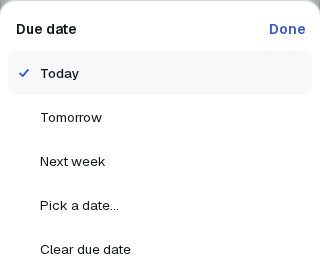 Due date
Done
Today
Tomorrow
Next week
Pick a date...
Clear due date